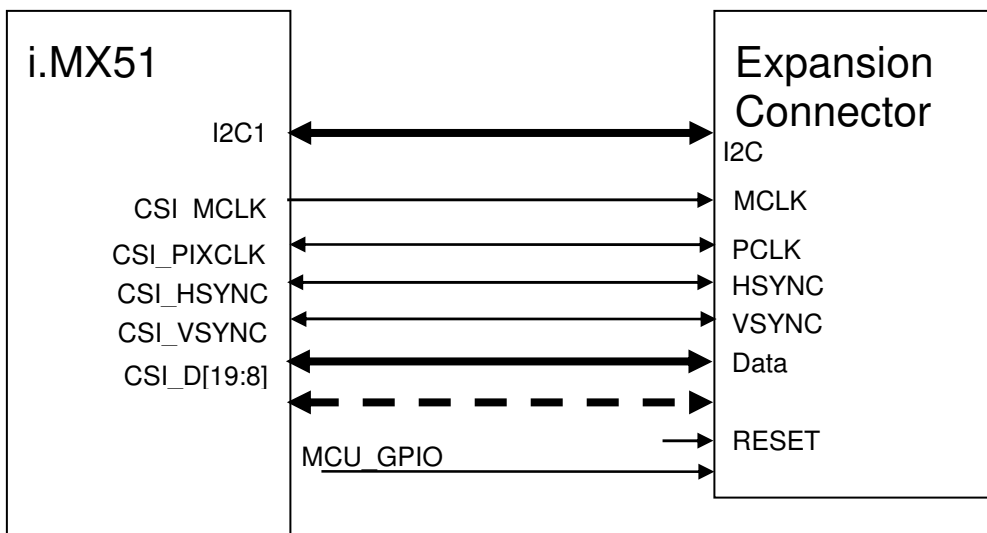 i.MX51
I2C1
CSI_MCLK
CSI_PIXCLK
CSI_HSYNC
CSI_VSYNC
CSI_D[19:8]
MCU_GPIO
Expansion
Connector
I2C
MCLK
PCLK
HSYNC
VSYNC
Data
RESET